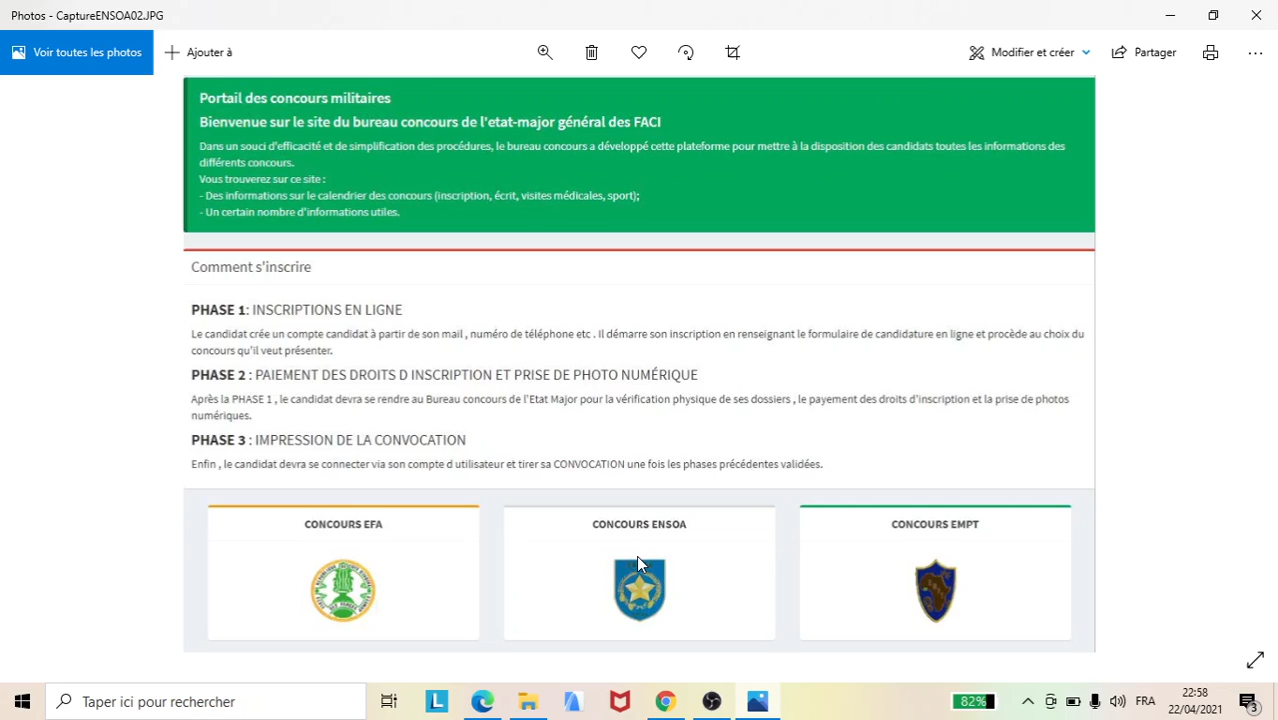 Photos - CaptureENSOA02.JPG
Voir toutes les photos
Ajouter à
Modifier et créer
Partager
Portail des concours militaires
Bienvenue sur le site du bureau concours de l'etat-major général des FACI
Dans un souci d'efficacité et de simplification des procédures, le bureau concours a développé cette plateforme pour mettre à la disposition des candidats toutes les informations des
différents concours.
Vous trouverez sur ce site :
- Des informations sur le calendrier des concours (inscription, écrit, visites médicales, sport);
- Un certain nombre d'informations utiles.
Comment s'inscrire
PHASE 1: INSCRIPTIONS EN LIGNE
Le candidat crée un compte candidat à partir de son mail , numéro de téléphone etc . Il démarre son inscription en renseignant le formulaire de candidature en ligne et procède au choix du
concours qu'il veut présenter.
PHASE 2 : PAIEMENT DES DROITS D INSCRIPTION ET PRISE DE PHOTO NUMÉRIQUE
Après la PHASE 1 , le candidat devra se rendre au Bureau concours de l'Etat Major pour la vérification physique de ses dossiers , le payement des droits d'inscription et la prise de photos
numériques.
PHASE 3 : IMPRESSION DE LA CONVOCATION
Enfin , le candidat devra se connecter via son compte d utilisateur et tirer sa CONVOCATION une fois les phases précédentes validées.
CONCOURS EFA
CONCOURS ENSOA
CONCOURS EMPT
Taper ici pour rechercher
L
82%
FRA
22:58
22/04/2021
3